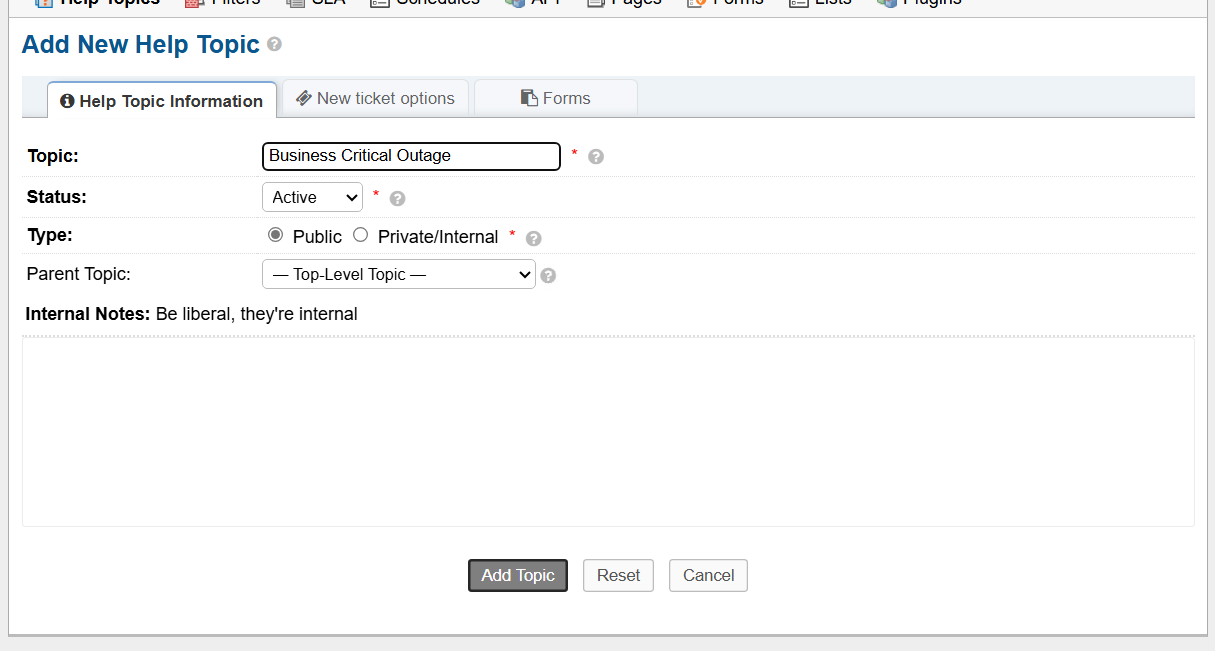 Help Topics Filters SLA Schedules API Pages Forms Lists Plugins
Add New Help Topic
Help Topic Information New ticket options Forms
Topic: Business Critical Outage *
Status: Active *
Type: Public Private/Internal *
Parent Topic: — Top-Level Topic —
Internal Notes: Be liberal, they're internal
Add Topic Reset Cancel